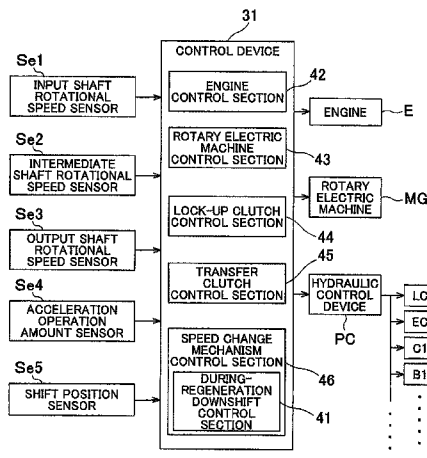 31
CONTROL DEVICE
Se1
INPUT SHAFT
ROTATIONAL
SPEED SENSOR
Se2
INTERMEDIATE
SHAFT ROTATIONAL
SPEED SENSOR
Se3
OUTPUT SHAFT
ROTATIONAL
SPEED SENSOR
Se4
ACCELERATION
OPERATION
AMOUNT SENSOR
Se5
SHIFT POSITION
SENSOR
ENGINE
CONTROL SECTION
42
ROTARY ELECTRIC
MACHINE
CONTROL SECTION
43
LOCK-UP CLUTCH
CONTROL SECTION
44
45
TRANSFER
CLUTCH
CONTROL SECTION
SPEED CHANGE
MECHANISM
CONTROL SECTION
46
DURING-
REGENERATION
DOWNSHIFT
CONTROL
SECTION
41
ENGINE
E
ROTARY
ELECTRIC
MACHINE
MG
HYDRAULIC
CONTROL
DEVICE
PC
LC
EC
C1
B1